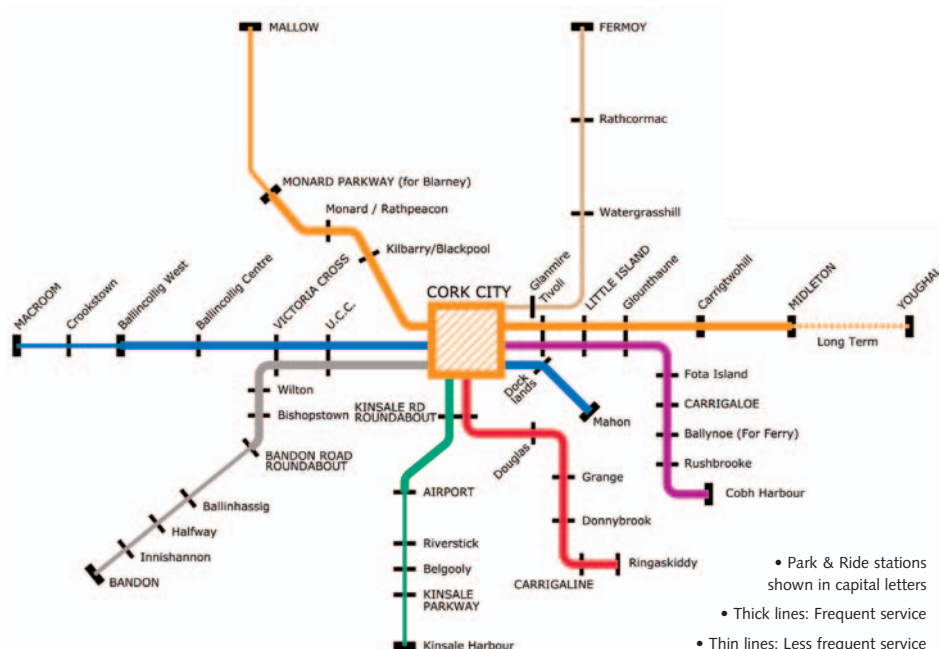 MALLOW
FERMOY
Rathcormac
MONARD PARKWAY (for Blarney)
Monard / Rathpeacon
Watergrasshill
Kilbarry/Blackpool
MACROOM
Crookstown
Ballincollig West
Ballincollig Centre
VICTORIA CROSS
U.C.C.
CORK CITY
Glanmire
Tivoli
LITTLE ISLAND
Glounthaune
Carrigtwohill
MIDLETON
YOUGHAL
Long Term
Wilton
Bishopstown
BANDON ROAD
ROUNDABOUT
Ballinhassig
Halfway
Innishannon
BANDON
KINSALE RD
ROUNDABOUT
AIRPORT
Riverstick
Belgooly
KINSALE
PARKWAY
Kinsale Harbour
Dock
lands
Mahon
Douglas
Grange
Donnybrook
CARRIGALINE
Ringaskiddy
Fota Island
CARRIGALOE
Ballynoe (For Ferry)
Rushbrooke
Cobh Harbour
• Park & Ride stations
shown in capital letters
• Thick lines: Frequent service
• Thin lines: Less frequent service